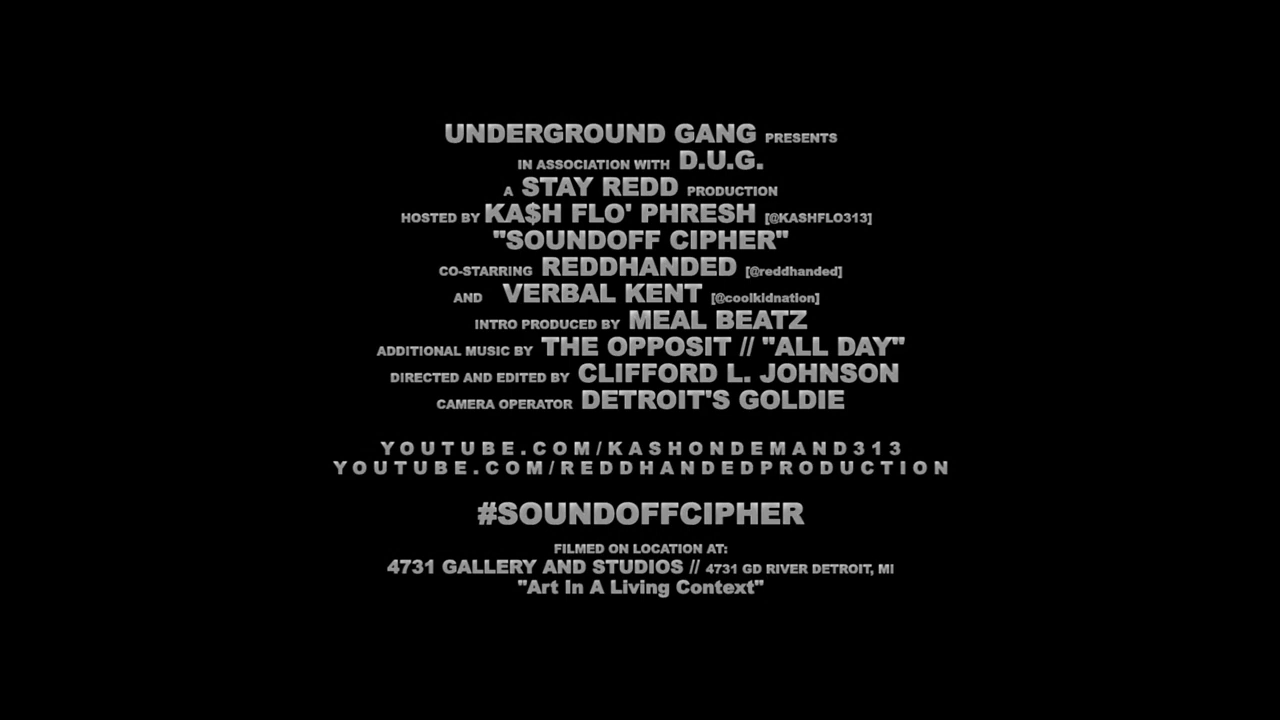 UNDERGROUND GANG PRESENTS
IN ASSOCIATION WITH D.U.G.
A STAY REDD PRODUCTION
HOSTED BY KA$H FLO' PHRESH [@KASHFLO313]
"SOUNDOFF CIPHER"
CO-STARRING REDDHANDED [@reddhanded]
AND VERBAL KENT [@coolkidnation]
INTRO PRODUCED BY MEAL BEATZ
ADDITIONAL MUSIC BY THE OPPOSIT // "ALL DAY"
DIRECTED AND EDITED BY CLIFFORD L. JOHNSON
CAMERA OPERATOR DETROIT'S GOLDIE
YOUTUBE.COM/KASHONDEMAND313
YOUTUBE.COM/REDDHANDEDPRODUCTION
#SOUNDOFFCIPHER
FILMED ON LOCATION AT:
4731 GALLERY AND STUDIOS // 4731 GD RIVER DETROIT, MI
"Art In A Living Context"